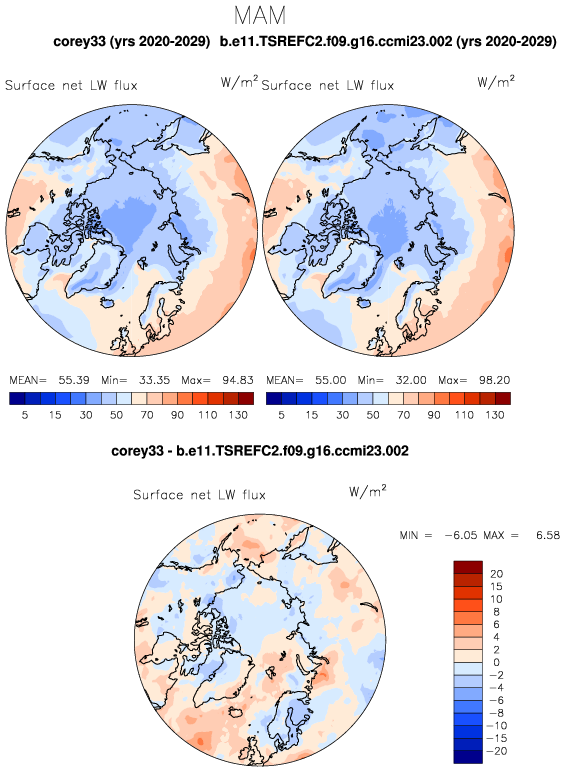 MAM
corey33 (yrs 2020-2029) b.e11.TSREFC2.f09.g16.ccmi23.002 (yrs 2020-2029)
Surface net LW flux W/m² Surface net LW flux W/m²
MEAN= 55.39 Min= 33.35 Max= 94.83 MEAN= 55.00 Min= 32.00 Max= 98.20
5 15 30 50 70 90 110 130 5 15 30 50 70 90 110 130
corey33 - b.e11.TSREFC2.f09.g16.ccmi23.002
Surface net LW flux W/m²
MIN = -6.05 MAX = 6.58
20
15
10
8
6
4
2
0
-2
-4
-6
-8
-10
-15
-20